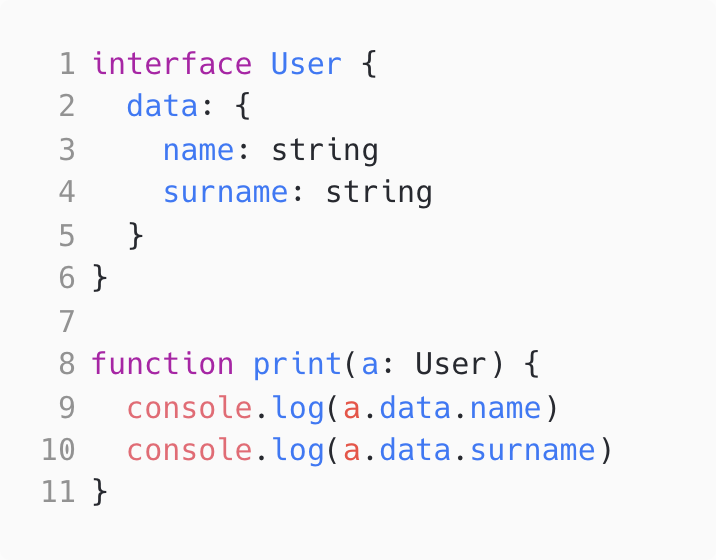 1 interface User {
2   data: {
3     name: string
4     surname: string
5   }
6 }
7
8 function print(a: User) {
9   console.log(a.data.name)
10   console.log(a.data.surname)
11 }